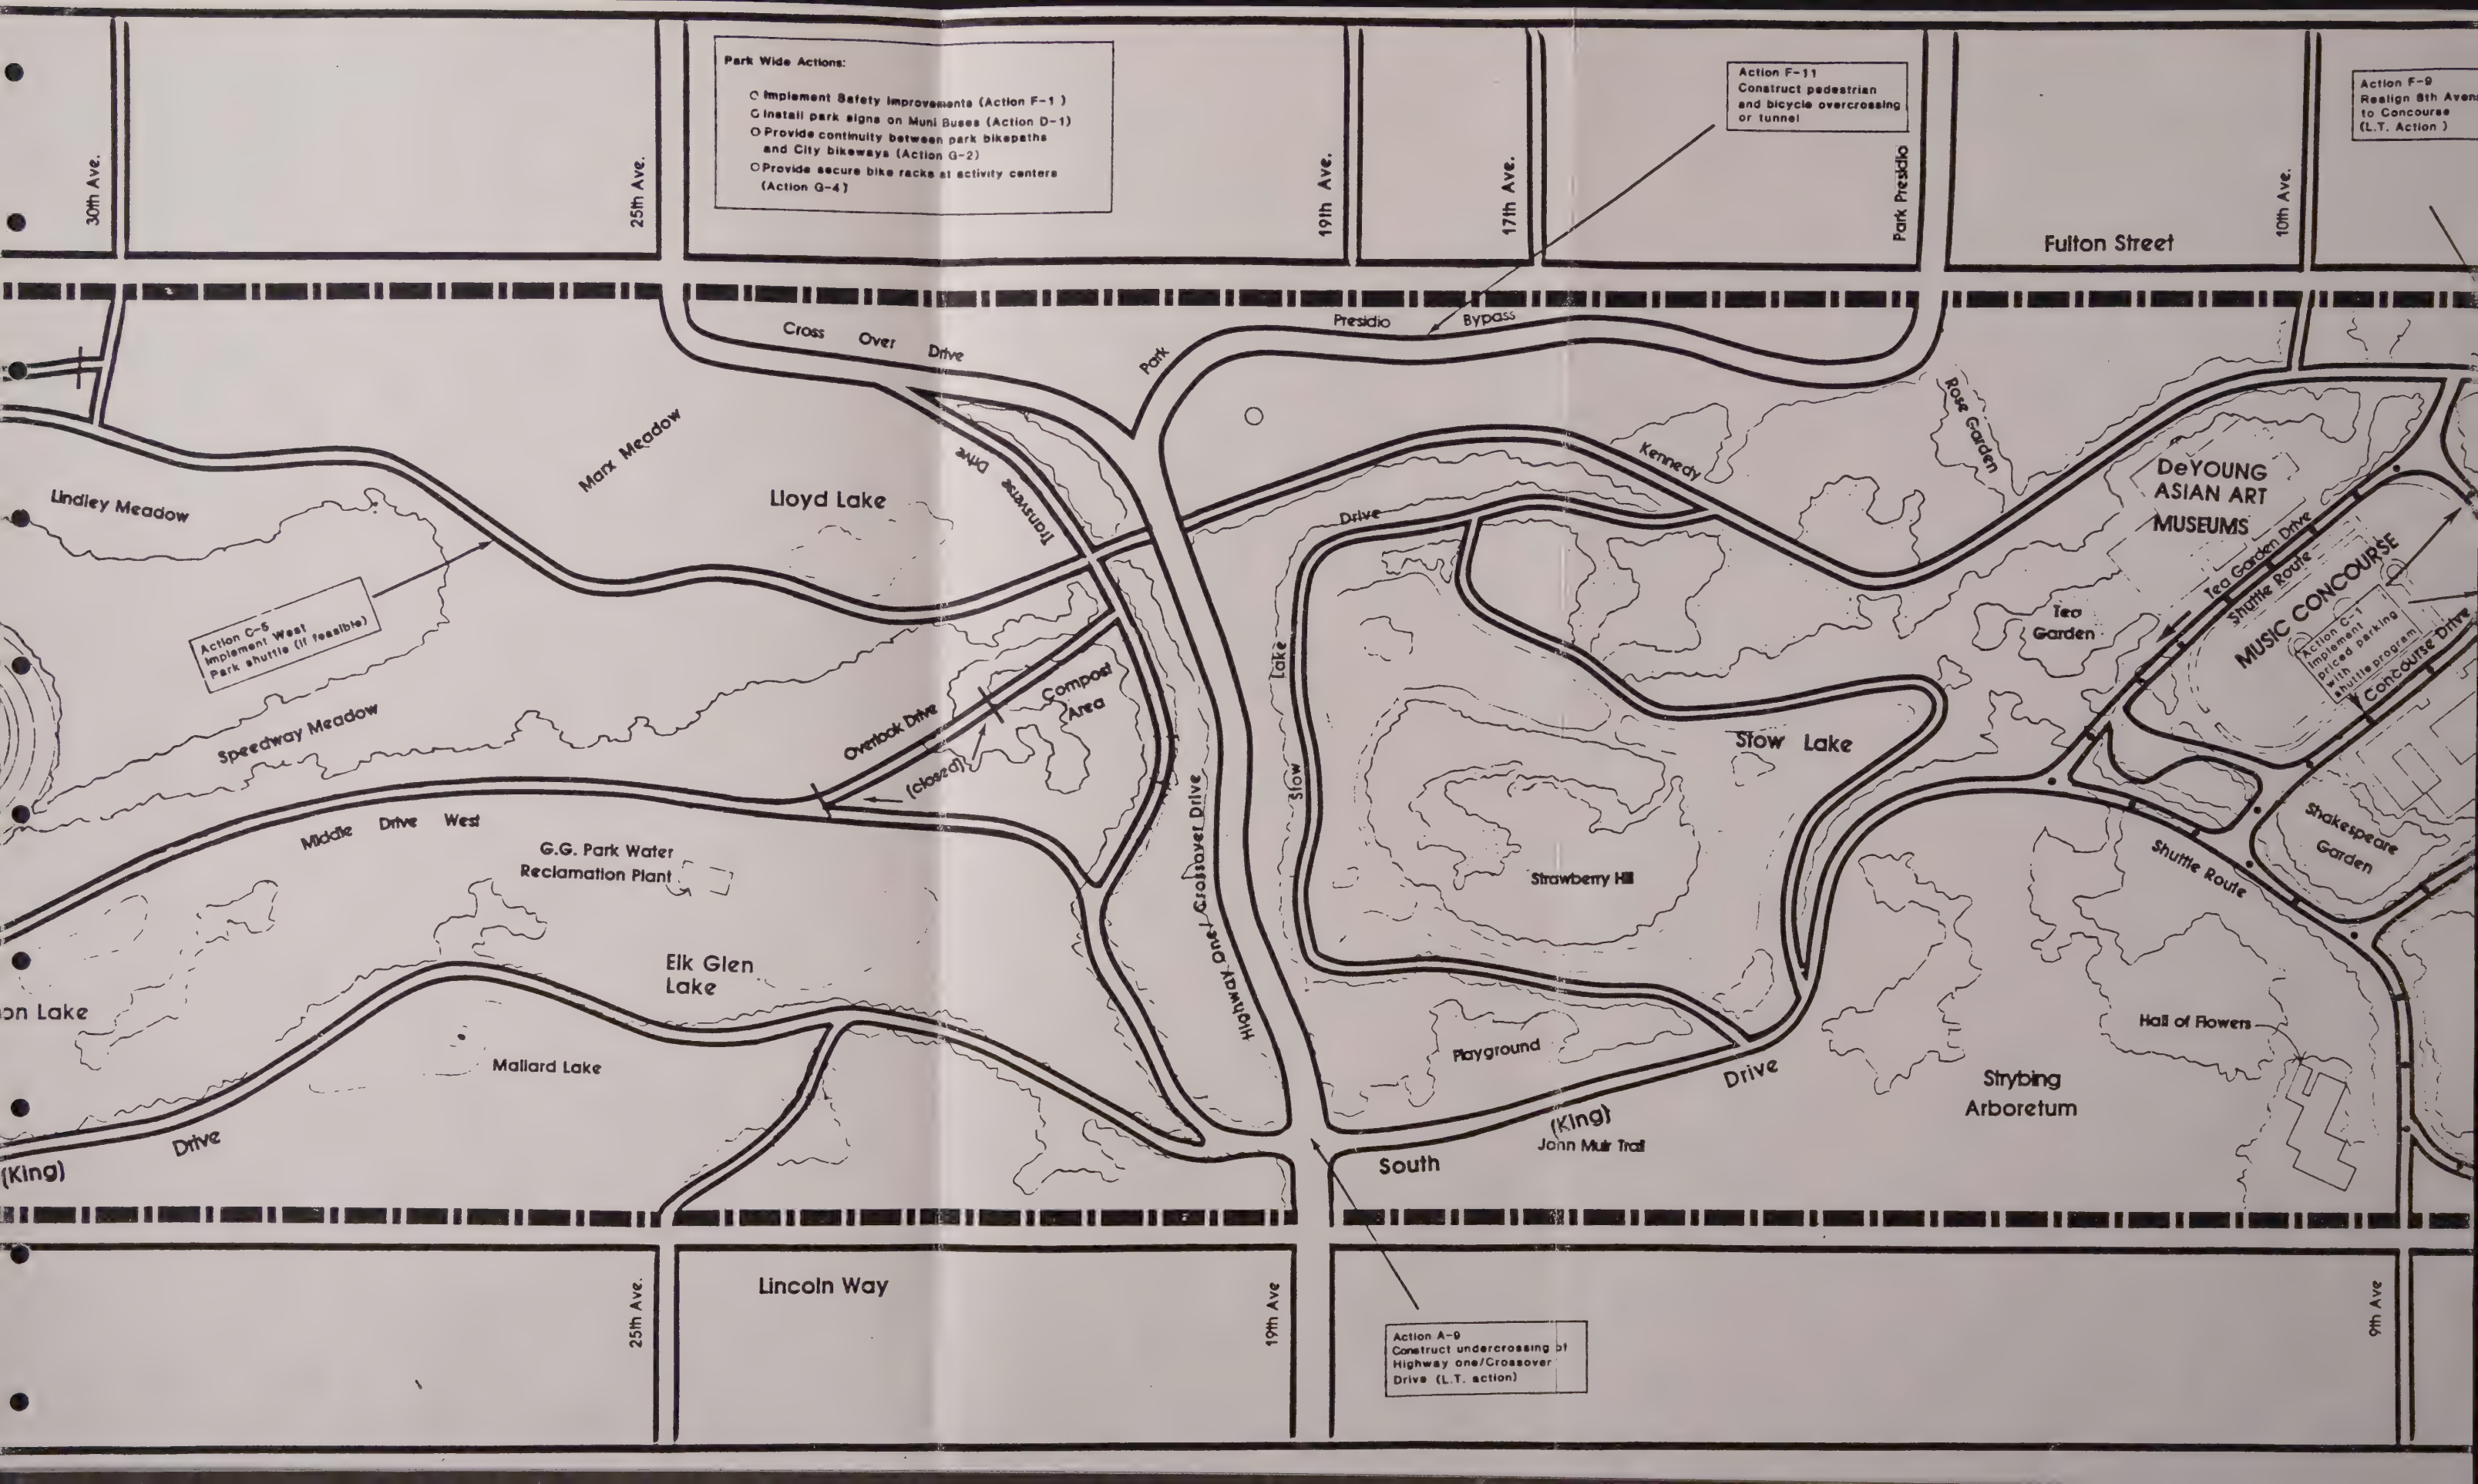 30th Ave.
25th Ave.
Park Wide Actions:
O Implement Safety Improvements (Action F-1 )
O Install park signs on Muni Buses (Action D-1)
O Provide continuity between park bikepaths
and City bikeways (Action G-2)
O Provide secure bike racks at activity centers
(Action G-4)
19th Ave.
17th Ave.
Action F-11
Construct pedestrian
and bicycle overcrossing
or tunnel
Park Presidio
Fulton Street
10th Ave.
Action F-9
Realign 8th
to Concourse
(L.T. Action )
Cross Over Drive
Park Presidio Bypass
Transverse Drive
Marx Meadow
Lloyd Lake
Lindley Meadow
Action C-5
Implement West
Park shuttle (if feasible)
Speedway Meadow
Overlook Drive
(closed)
Compost
Area
Middle Drive West
G.G. Park Water
Reclamation Plant
Elk Glen
Lake
Lake
Mallard Lake
(King)
Drive
Highway One/ Crossover Drive
Kennedy
Drive
Stow Lake
Stow Lake
Strawberry Hill
Playground
Rose Garden
DeYOUNG
ASIAN ART
MUSEUMS
Tea Garden Drive
Shuttle Route
MUSIC CONCOURSE
Action C-1
Implement
priced parking
with
shuttle program
Concourse Drive
Tea
Garden
Shakespeare
Garden
Shuttle Route
Hall of Flowers
Strybing
Arboretum
South
(King)
Drive
John Muir Trail
Lincoln Way
25th Ave.
19th Ave
9th Ave
Action A-9
Construct undercrossing of
Highway one/Crossover
Drive (L.T. action)